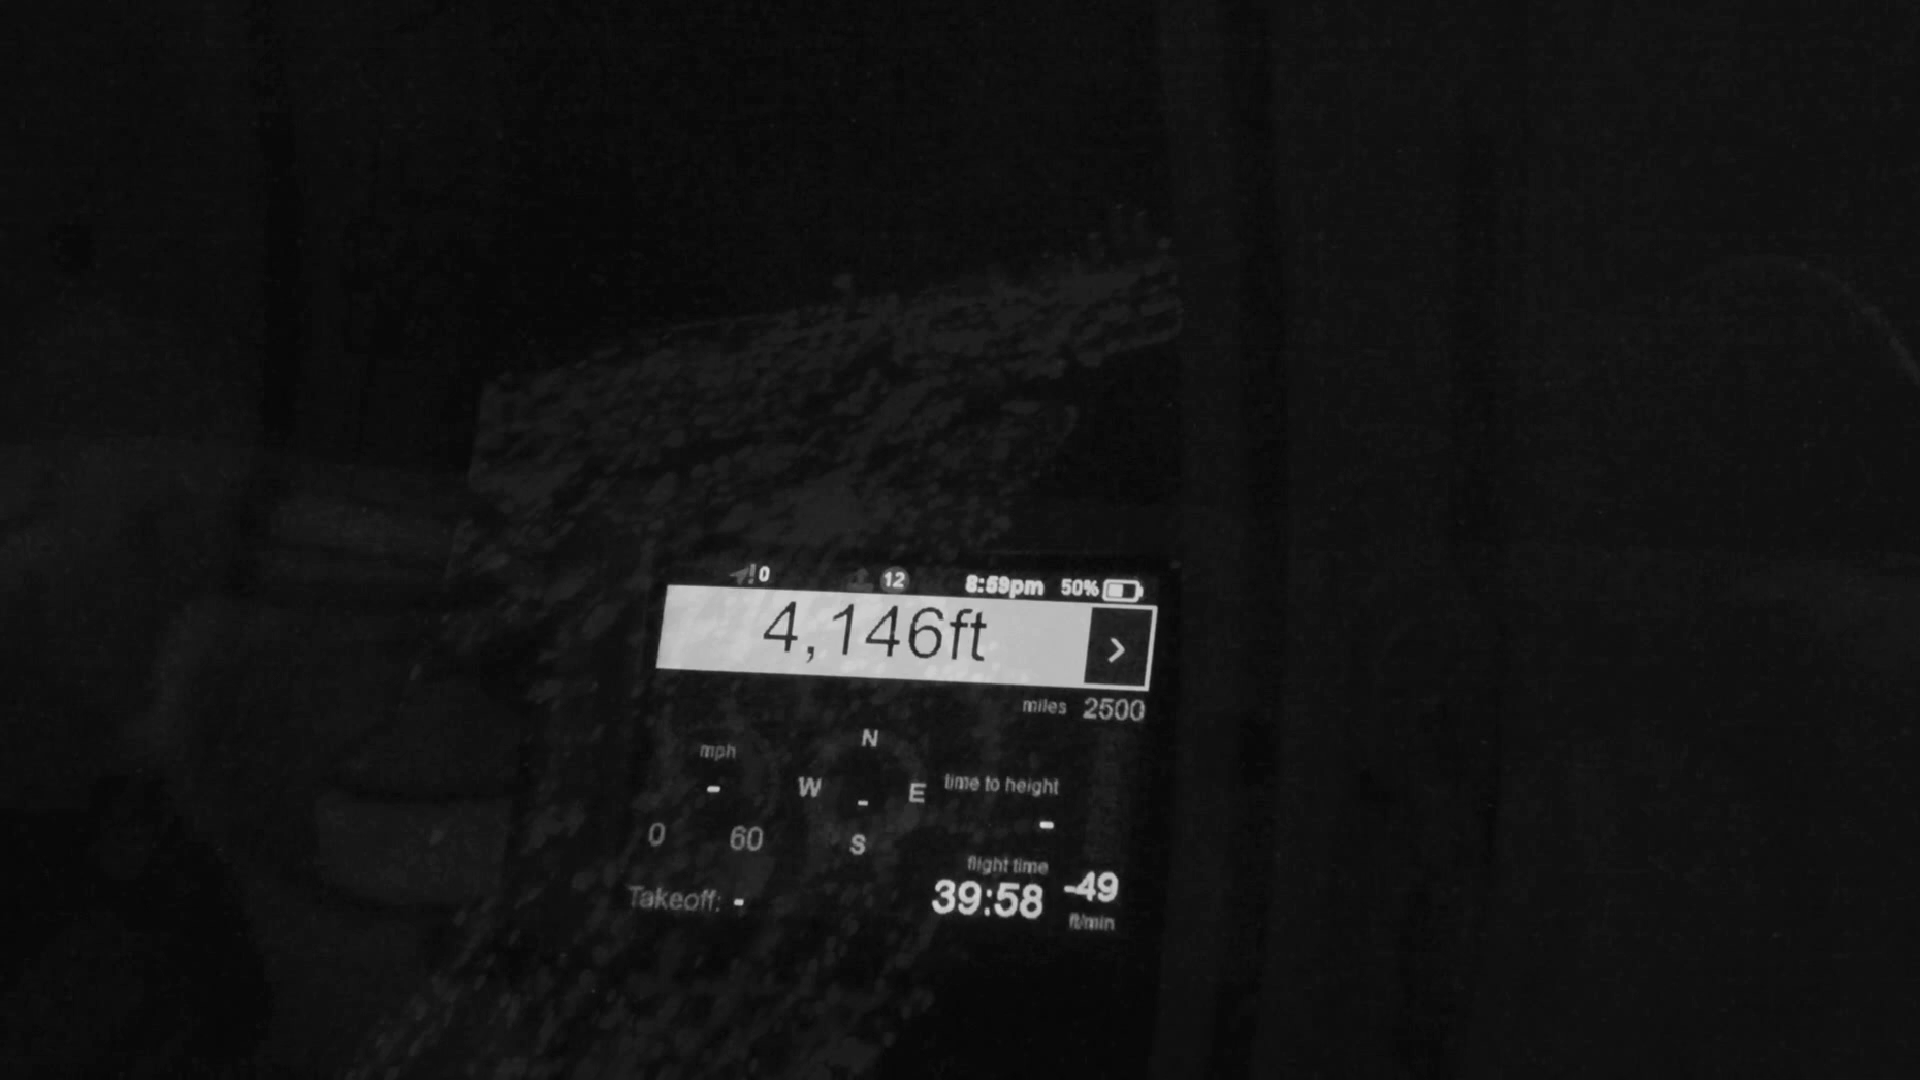 !0 12 8:59pm 50%
4,146ft >
miles 2500
mph N
W - E time to height
- -
0 60 S
flight time
Takeoff: - 39:58 -49
ft/min